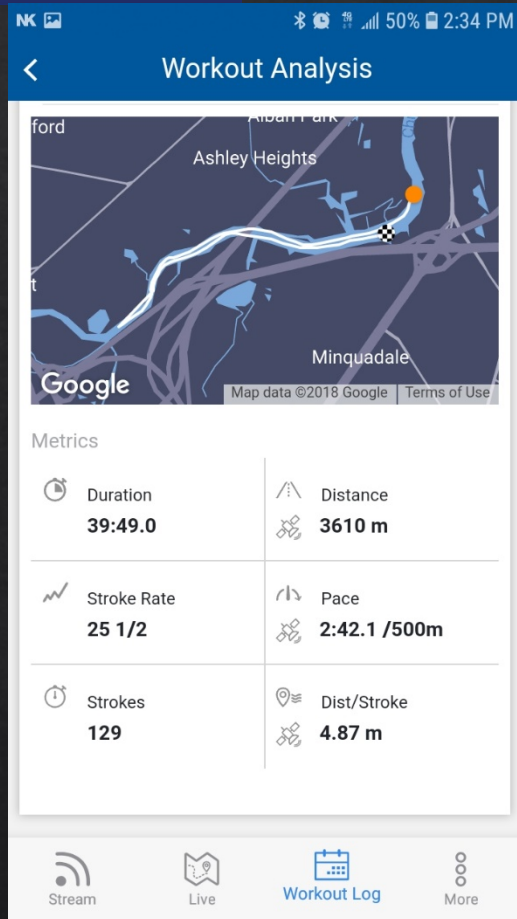 NK 50% 2:34 PM
Workout Analysis
ford
Alban Park
Ashley Heights
t
Minquadale
Google
Map data ©2018 Google Terms of Use
Metrics
Duration
39:49.0
Distance
3610 m
Stroke Rate
25 1/2
Pace
2:42.1 /500m
Strokes
129
Dist/Stroke
4.87 m
Stream Live Workout Log More